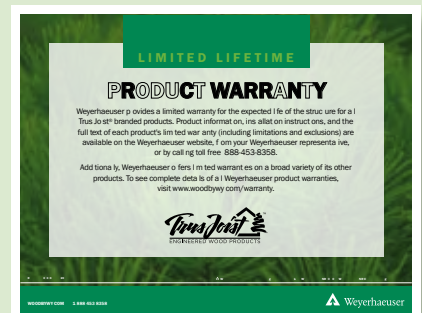 LIMITED LIFETIME
PRODUCT WARRANTY
Weyerhaeuser p ovides a limited warranty for the expected l fe of the struc ure for a l
Trus Jo st® branded products. Product informat on, ins allat on instruct ons, and the
full text of each product's lim ted war anty (including limitations and exclusions) are
available on the Weyerhaeuser website, f om your Weyerhaeuser representa ive,
or by call ng toll free 888-453-8358.
Add tiona ly, Weyerhaeuser o fers l m ted warrant es on a broad variety of its other
products. To see complete deta ls of a l Weyerhaeuser product warranties,
visit www.woodbywy.com/warranty.
Trus Joist
ENGINEERED WOOD PRODUCTS
WOODBYWY.COM 1 888 453 8358
Weyerhaeuser